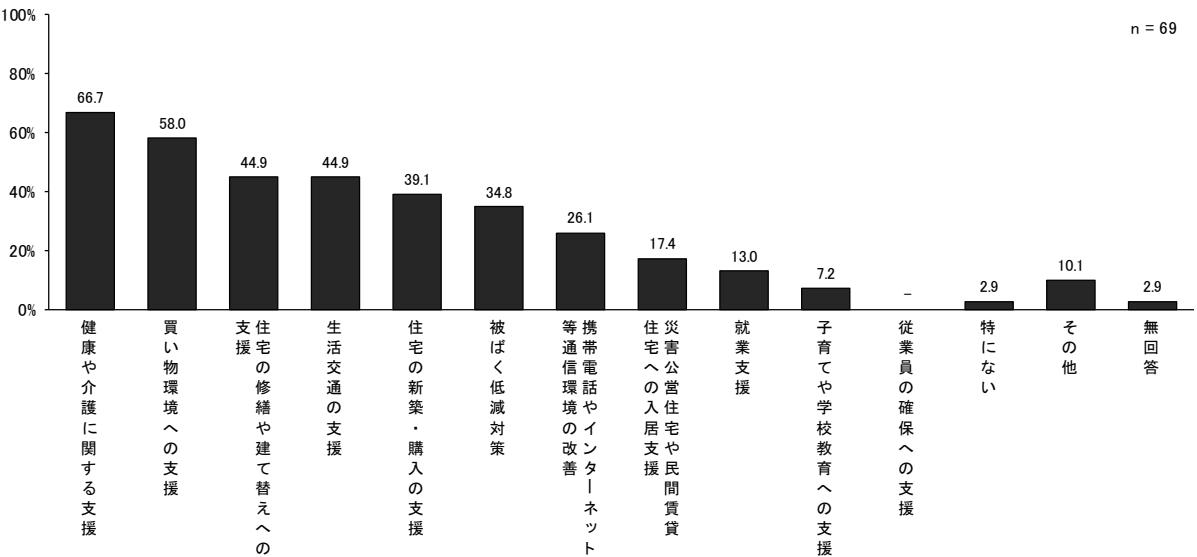 100%
80%
60%
40%
20%
0%
n = 69
66.7
58.0
44.9
44.9
39.1
34.8
26.1
17.4
13.0
7.2
–
2.9
10.1
2.9
健康や介護に関する支援
買い物環境への支援
住宅の修繕や建て替えへの
支援
生活交通の支援
住宅の新築・購入の支援
被ばく低減対策
携帯電話やインターネット
等通信環境の改善
災害公営住宅や民間賃貸
住宅への入居支援
就業支援
子育てや学校教育への支援
従業員の確保への支援
特にない
その他
無回答